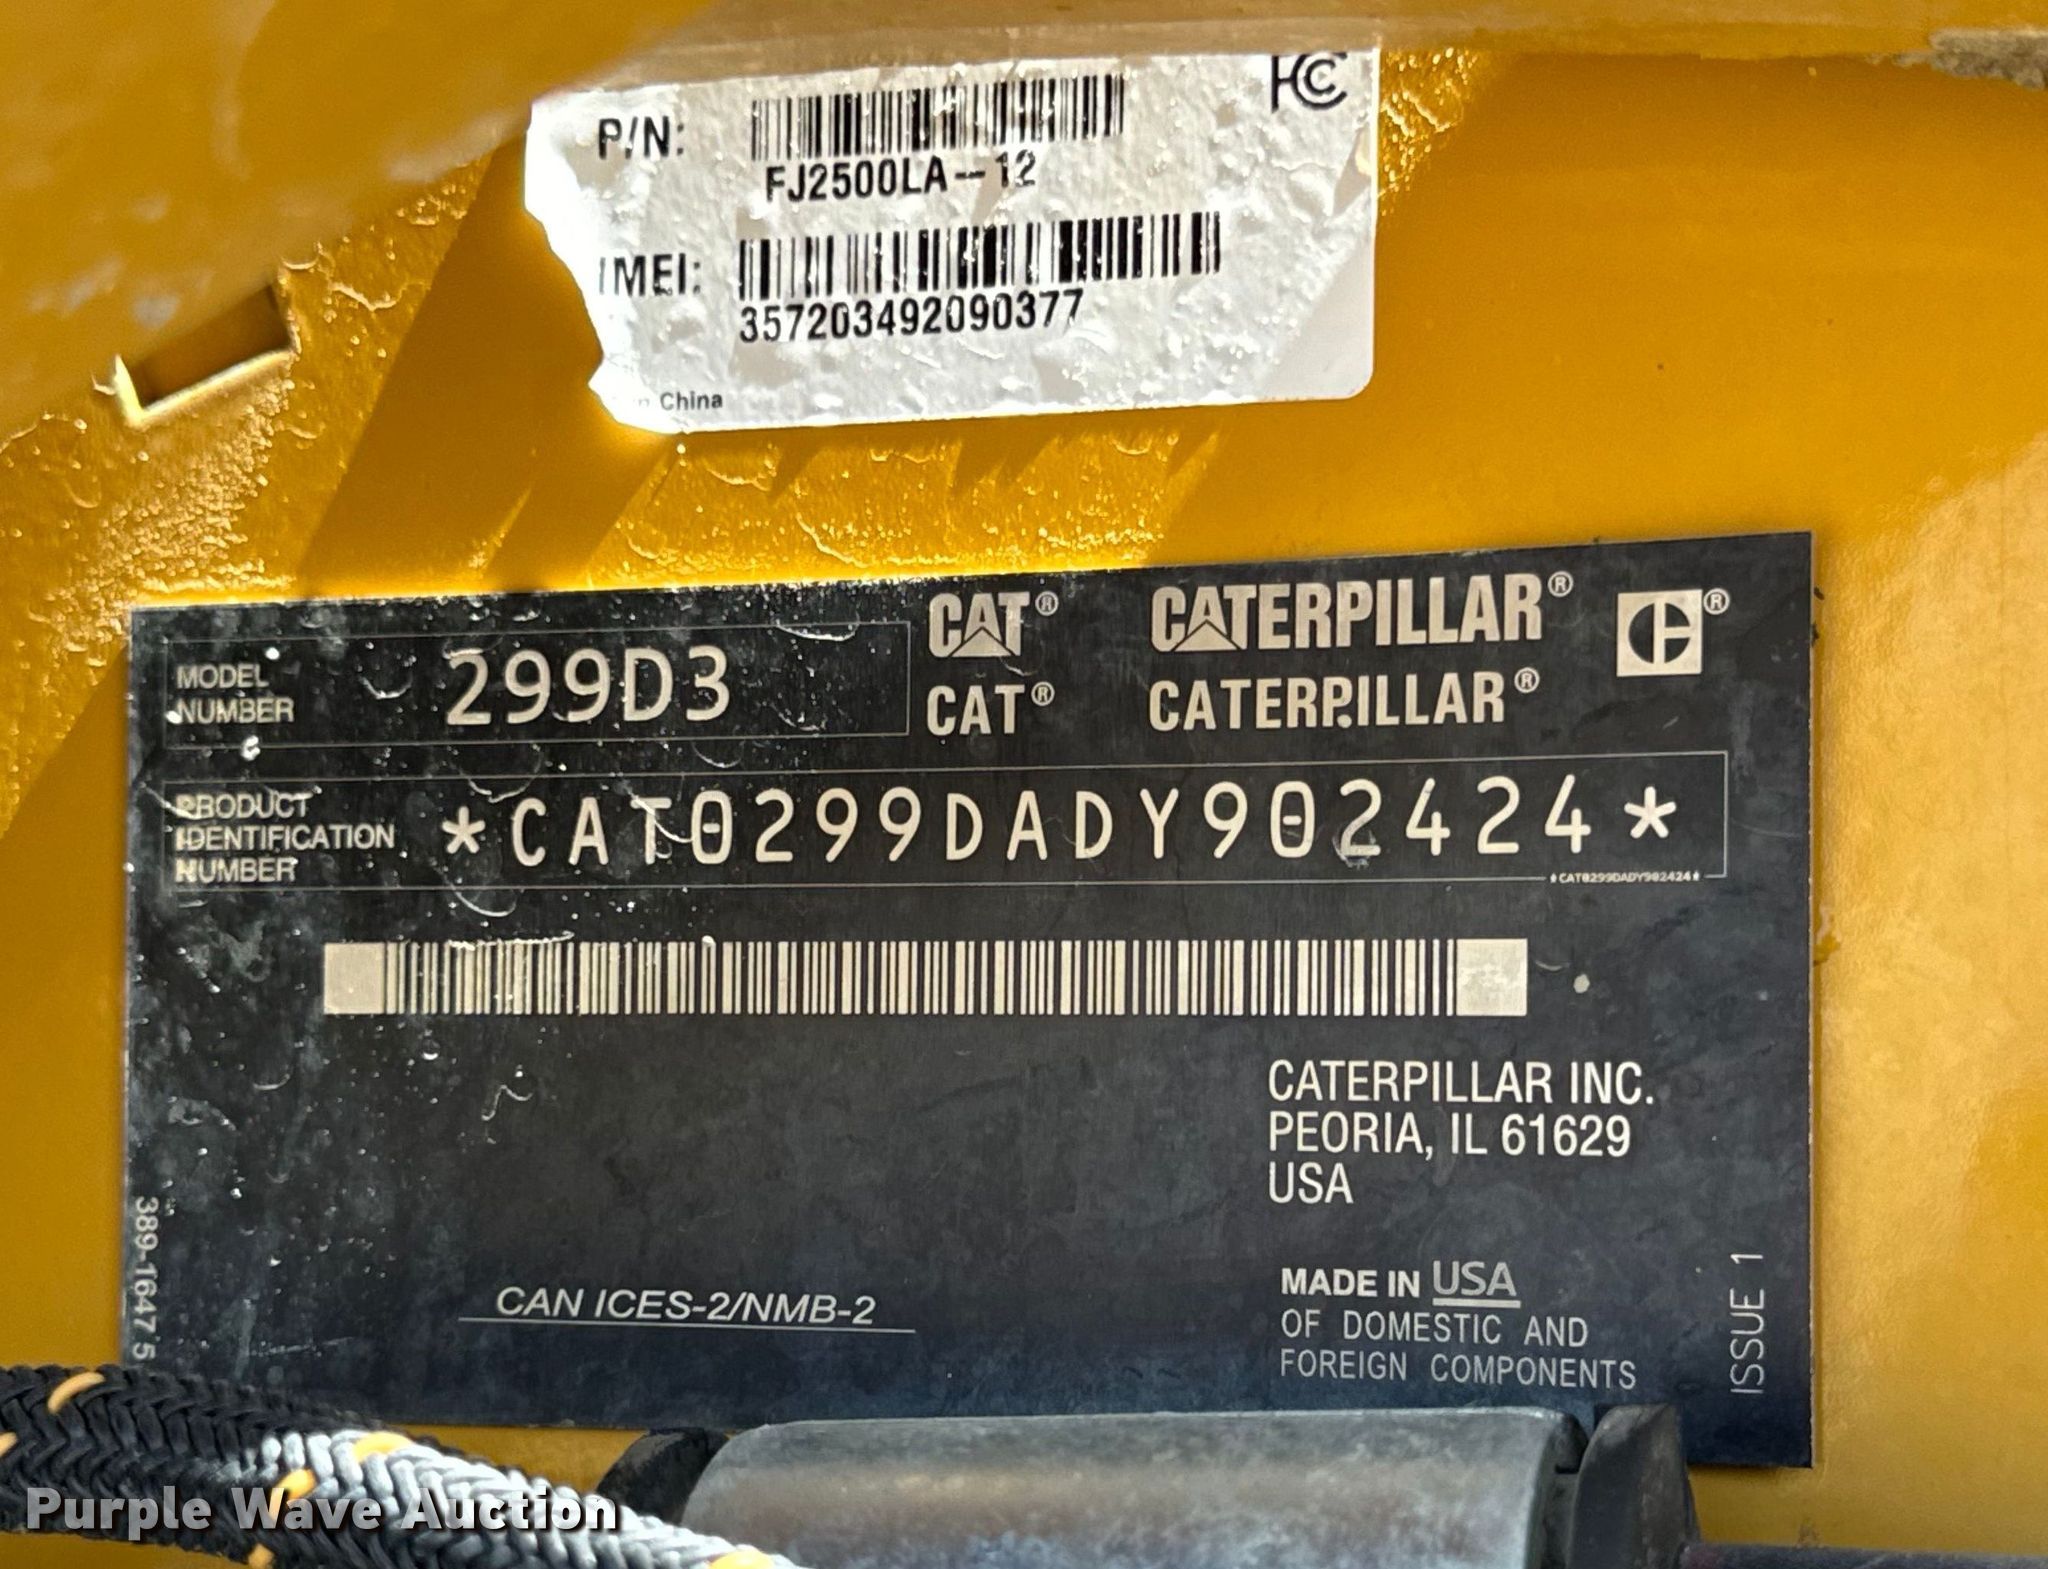 FC
P/N:
FJ2500LA-12
IMEI:
357203492090377
China
MODEL
NUMBER
299D3
CAT® CATERPILLAR® ®
CAT® CATERPILLAR®
PRODUCT
IDENTIFICATION
NUMBER
*CAT0299DADY902424*
*CAT0299DADY902424*
CATERPILLAR INC.
PEORIA, IL 61629
USA
389-1647 5
CAN ICES-2/NMB-2
MADE IN USA
OF DOMESTIC AND
FOREIGN COMPONENTS
ISSUE 1
Purple Wave Auction